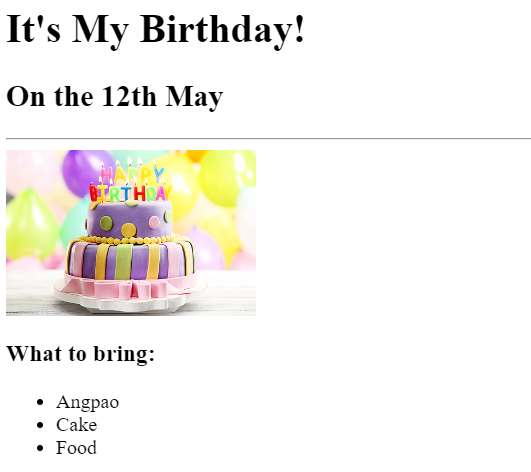 It's My Birthday!
On the 12th May
HAPPY
BIRTHDAY
What to bring:
Angpao
Cake
Food